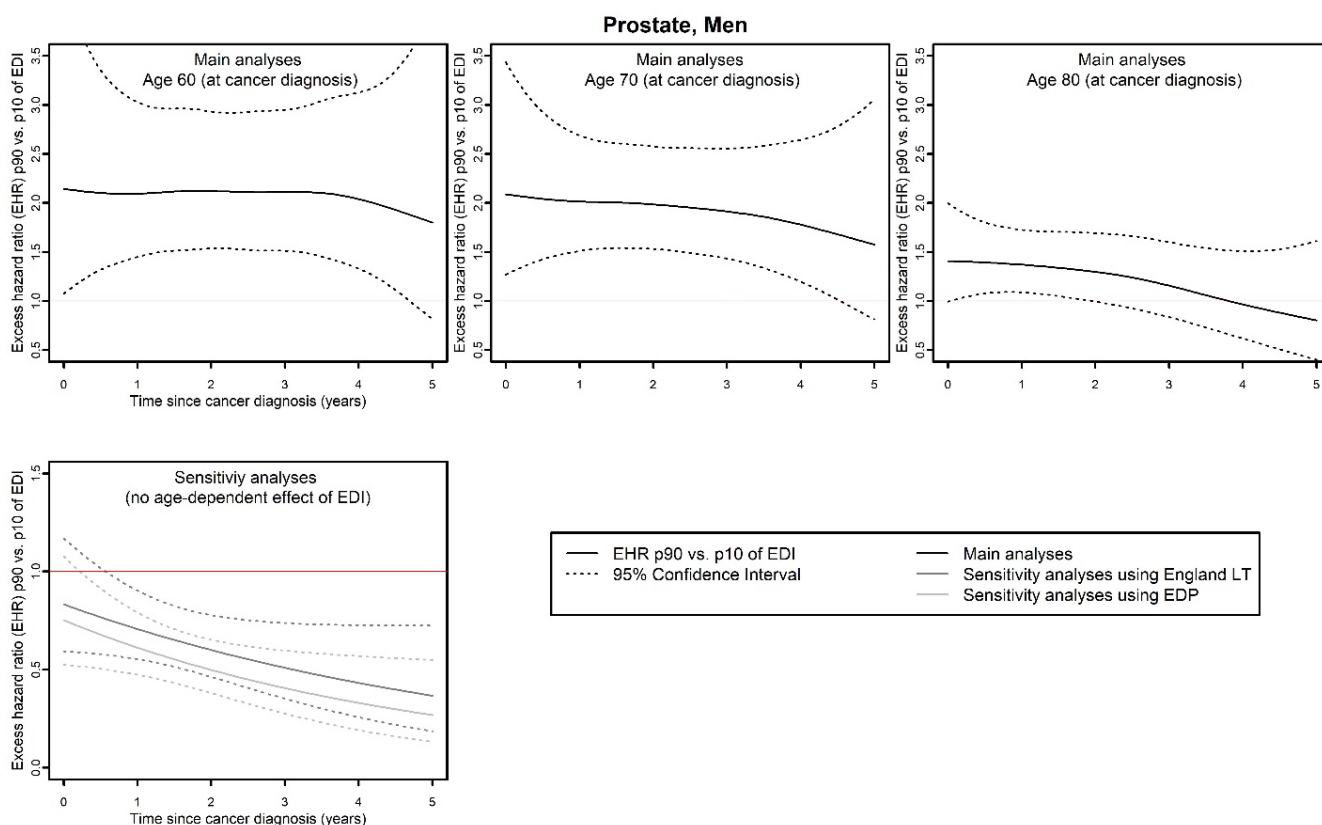 Prostate, Men
Main analyses
Age 60 (at cancer diagnosis)
Excess hazard ratio (EHR) p90 vs. p10 of EDI
3.5
3.0
2.5
2.0
1.5
1.0
0.5
0 1 2 3 4 5
Time since cancer diagnosis (years)
Main analyses
Age 70 (at cancer diagnosis)
Excess hazard ratio (EHR) p90 vs. p10 of EDI
3.5
3.0
2.5
2.0
1.5
1.0
0.5
0 1 2 3 4 5
Main analyses
Age 80 (at cancer diagnosis)
Excess hazard ratio (EHR) p90 vs. p10 of EDI
3.5
3.0
2.5
2.0
1.5
1.0
0.5
0 1 2 3 4 5
Sensitiviy analyses
(no age-dependent effect of EDI)
Excess hazard ratio (EHR) p90 vs. p10 of EDI
1.5
1.0
0.5
0.0
0 1 2 3 4 5
Time since cancer diagnosis (years)
EHR p90 vs. p10 of EDI
95% Confidence Interval
Main analyses
Sensitivity analyses using England LT
Sensitivity analyses using EDP